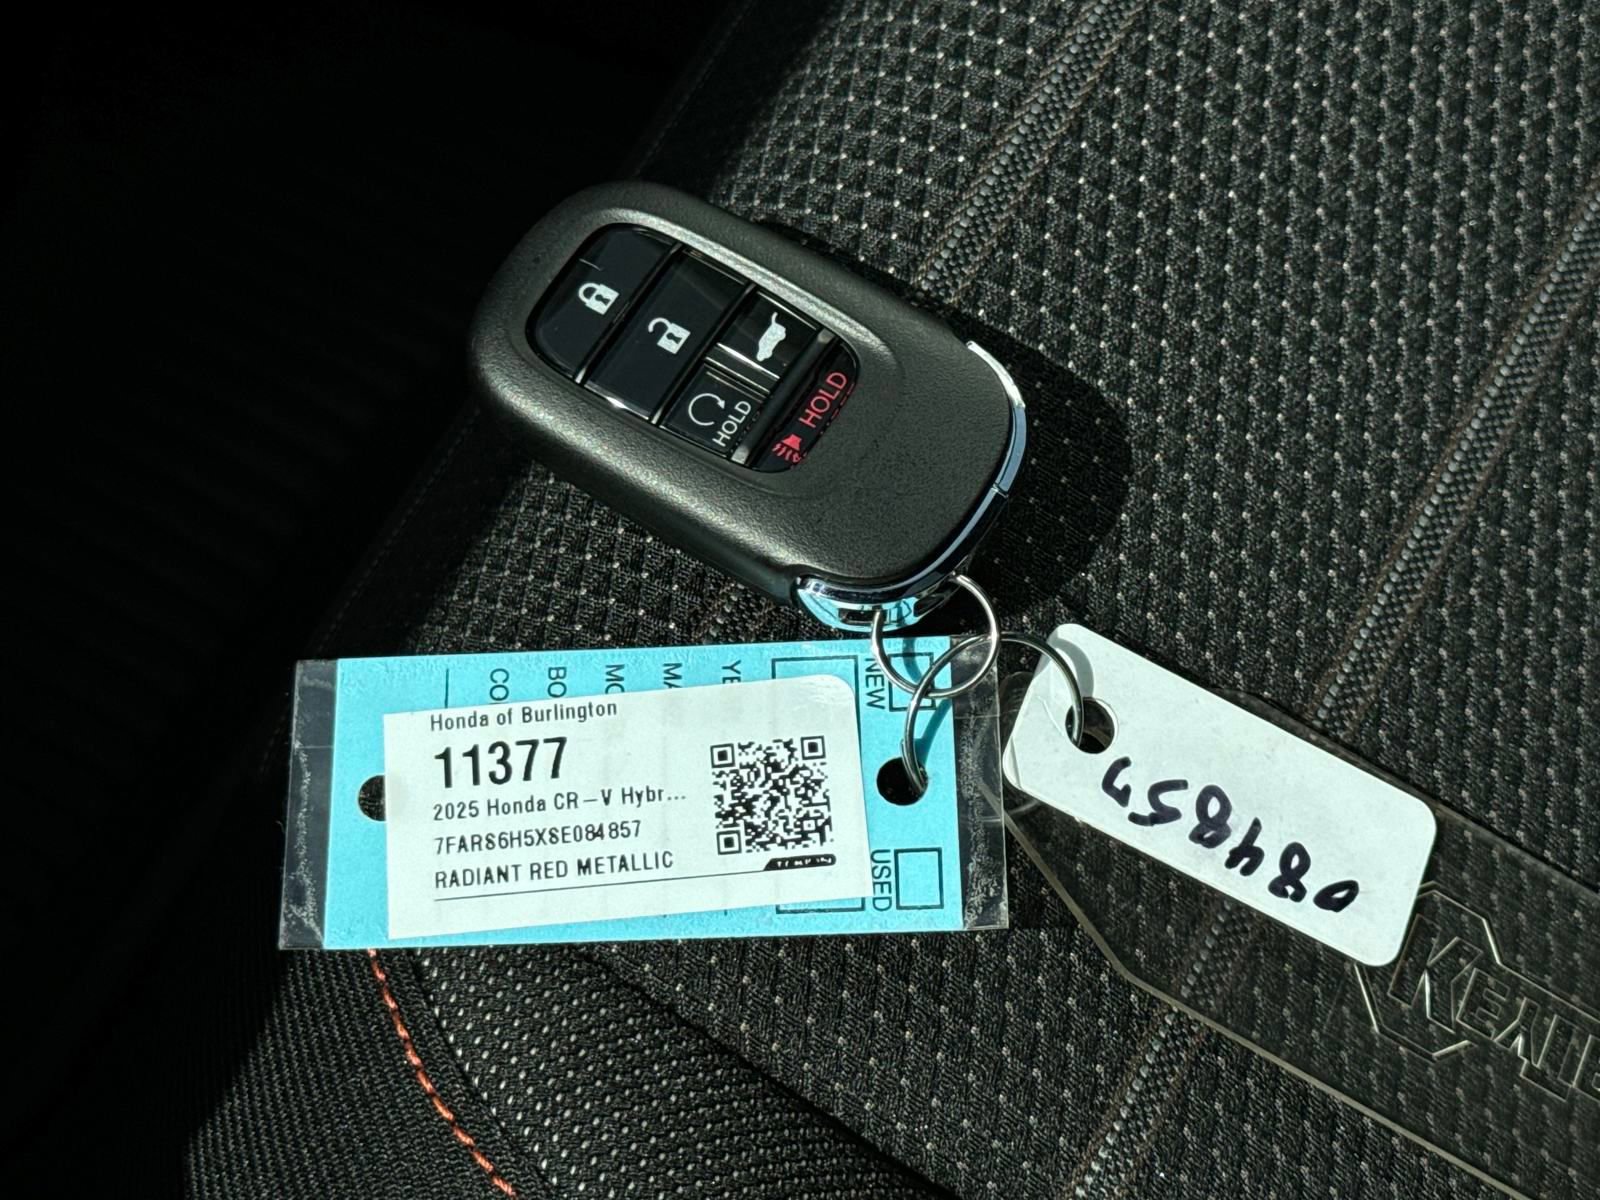 HOLD
HOLD
NEW
USED
Honda of Burlington
11377
2025 Honda CR-V Hybr...
7FARS6H5XSE084857
RADIANT RED METALLIC
084857